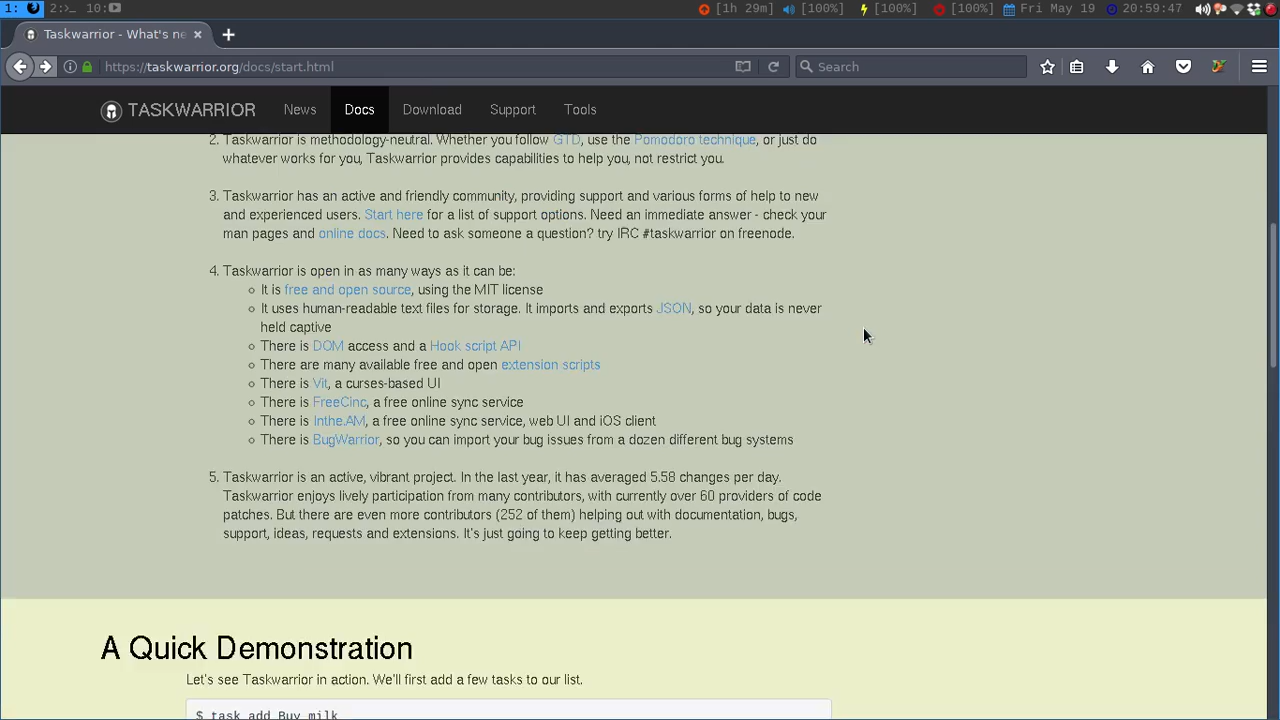 1: 2:>_ 10: [1h 29m] [100%] [100%] [100%] Fri May 19 20:59:47
Taskwarrior - What's ne
https://taskwarrior.org/docs/start.html Search
TASKWARRIOR News Docs Download Support Tools
2. Taskwarrior is methodology-neutral. Whether you follow GTD, use the Pomodoro technique, or just do
whatever works for you, Taskwarrior provides capabilities to help you, not restrict you.
3. Taskwarrior has an active and friendly community, providing support and various forms of help to new
and experienced users. Start here for a list of support options. Need an immediate answer - check your
man pages and online docs. Need to ask someone a question? try IRC #taskwarrior on freenode.
4. Taskwarrior is open in as many ways as it can be:
It is free and open source, using the MIT license
It uses human-readable text files for storage. It imports and exports JSON, so your data is never
held captive
There is DOM access and a Hook script API
There are many available free and open extension scripts
There is Vit, a curses-based UI
There is FreeCinc, a free online sync service
There is Inthe.AM, a free online sync service, web UI and iOS client
There is BugWarrior, so you can import your bug issues from a dozen different bug systems
5. Taskwarrior is an active, vibrant project. In the last year, it has averaged 5.58 changes per day.
Taskwarrior enjoys lively participation from many contributors, with currently over 60 providers of code
patches. But there are even more contributors (252 of them) helping out with documentation, bugs,
support, ideas, requests and extensions. It's just going to keep getting better.
A Quick Demonstration
Let's see Taskwarrior in action. We'll first add a few tasks to our list.
$ task add Buy milk